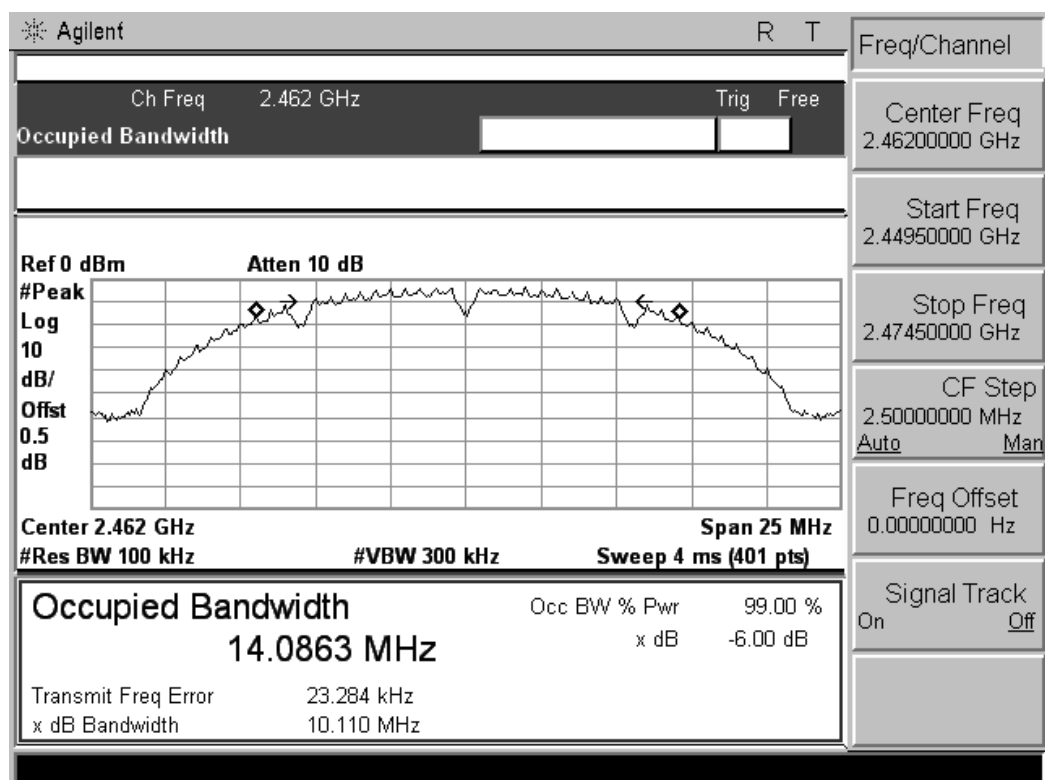 Agilent R T
Freq/Channel
Ch Freq 2.462 GHz Trig Free
Occupied Bandwidth
Center Freq
2.46200000 GHz
Start Freq
2.44950000 GHz
Stop Freq
2.47450000 GHz
CF Step
2.50000000 MHz
Auto Man
Freq Offset
0.00000000 Hz
Signal Track
On Off
Ref 0 dBm Atten 10 dB
#Peak
Log
10
dB/
Offst
0.5
dB
Center 2.462 GHz Span 25 MHz
#Res BW 100 kHz #VBW 300 kHz Sweep 4 ms (401 pts)
Occupied Bandwidth Occ BW % Pwr 99.00 %
14.0863 MHz x dB -6.00 dB
Transmit Freq Error 23.284 kHz
x dB Bandwidth 10.110 MHz